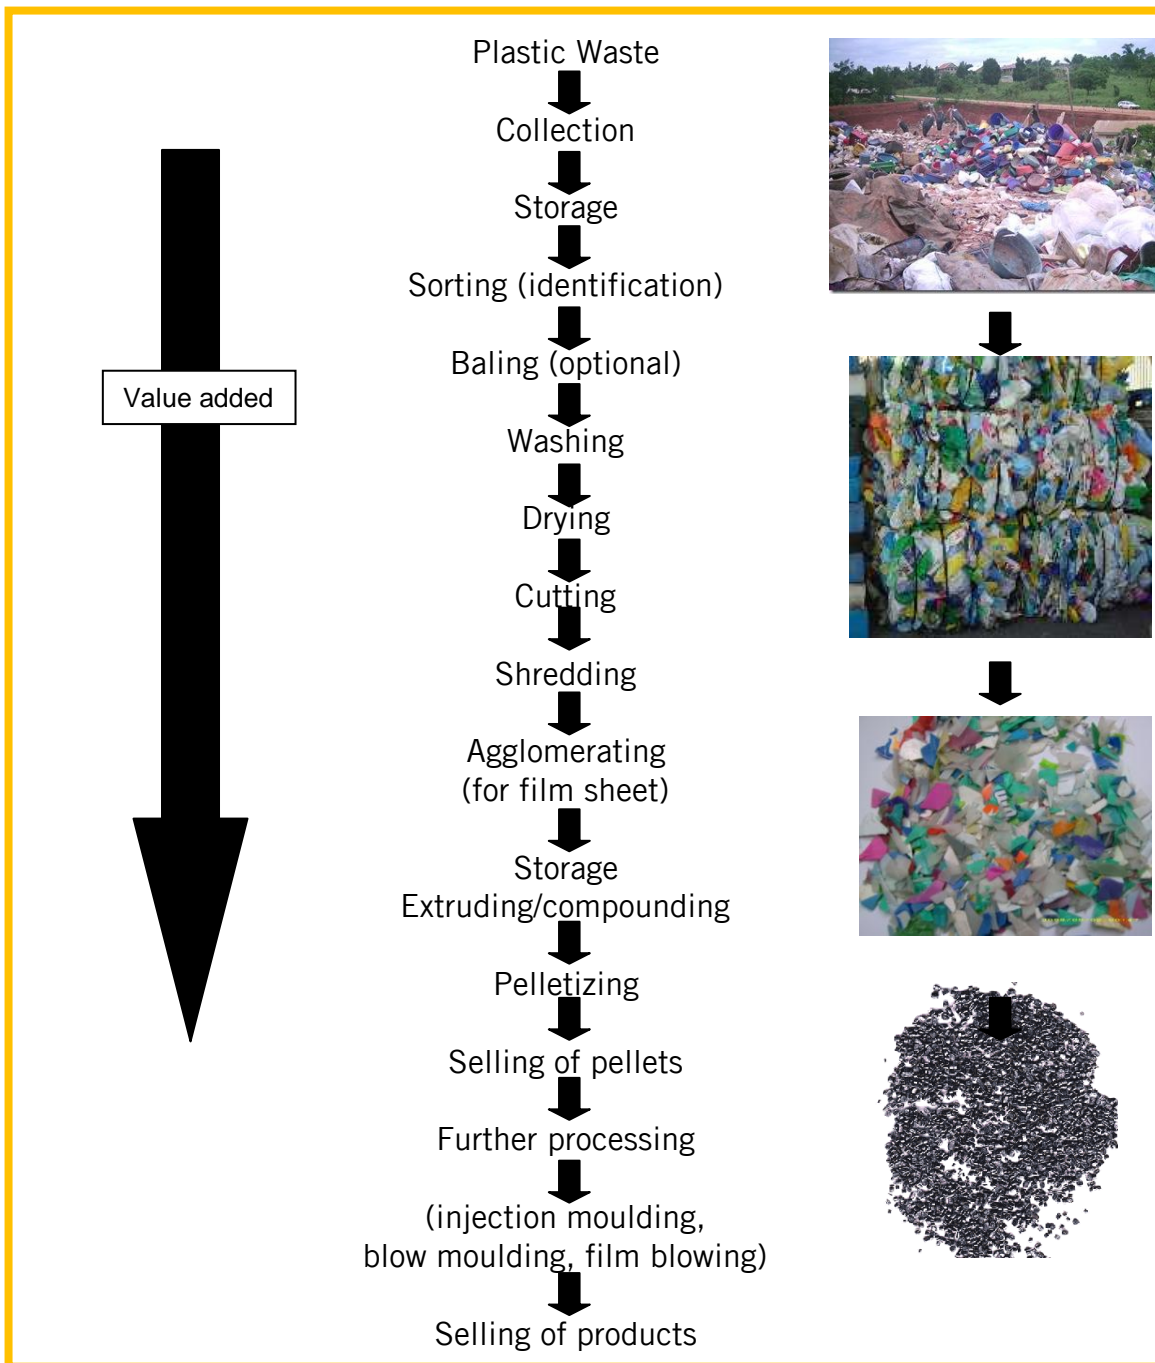 Plastic Waste
Collection
Storage
Sorting (identification)
Baling (optional)
Value added
Washing
Drying
Cutting
Shredding
Agglomerating
(for film sheet)
Storage
Extruding/compounding
Pelletizing
Selling of pellets
Further processing
(injection moulding,
blow moulding, film blowing)
Selling of products